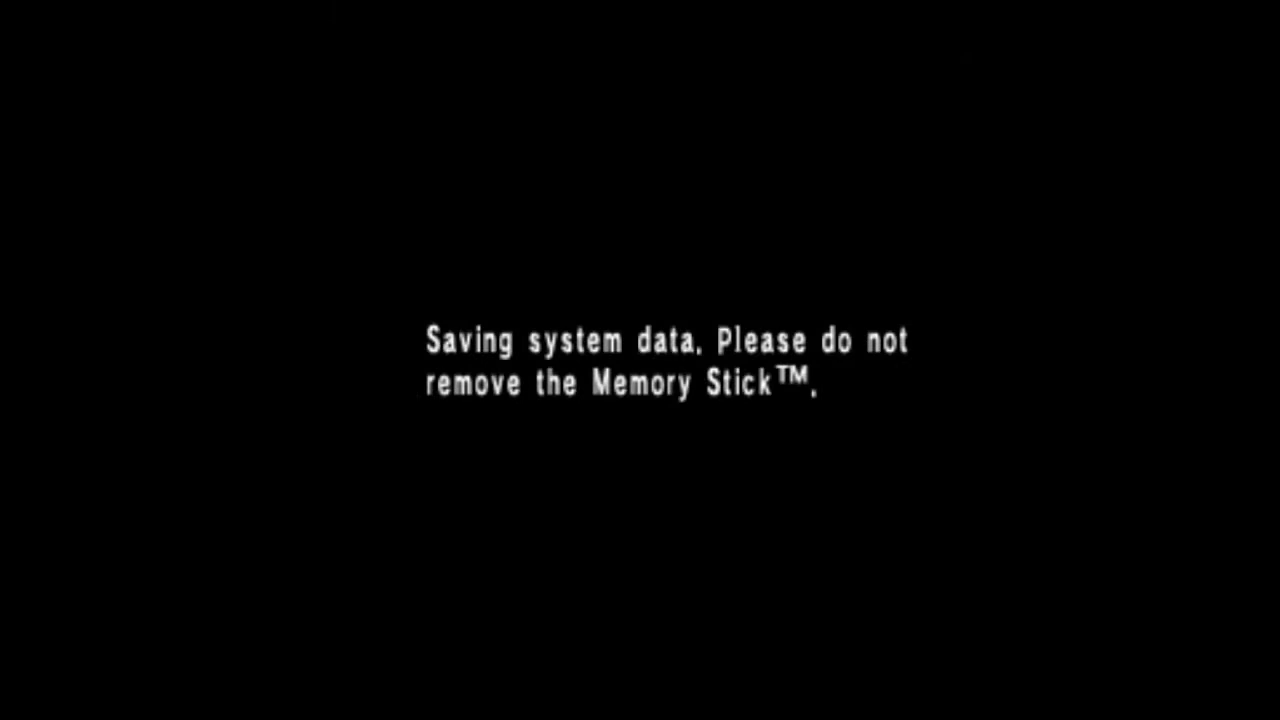 Saving system data. Please do not
remove the Memory Stick™.